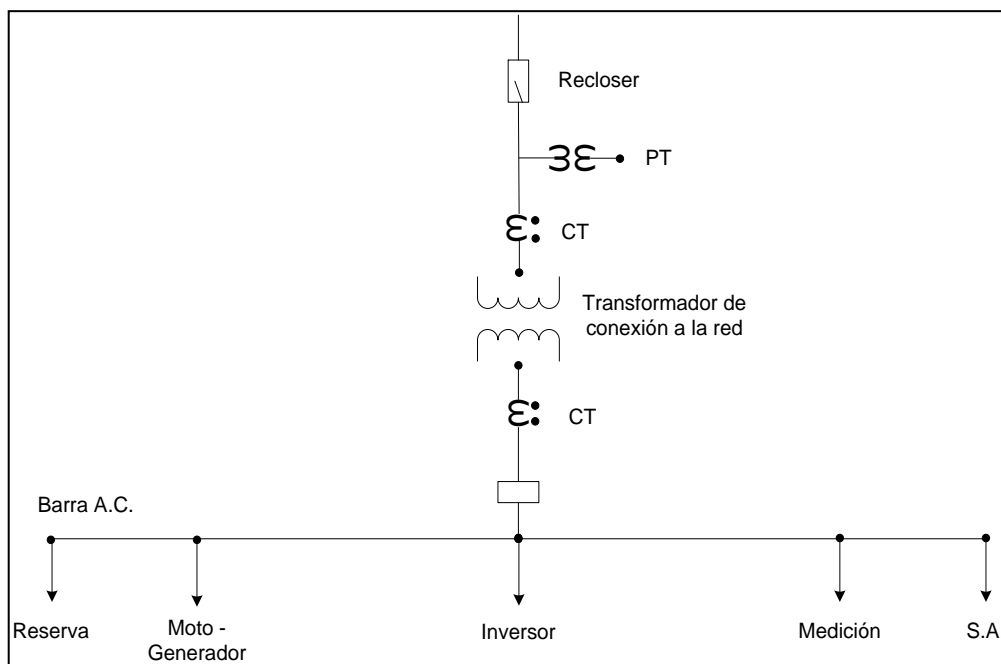 Recloser
PT
CT
Transformador de
conexión a la red
CT
Barra A.C.
Reserva
Moto -
Generador
Inversor
Medición
S.A